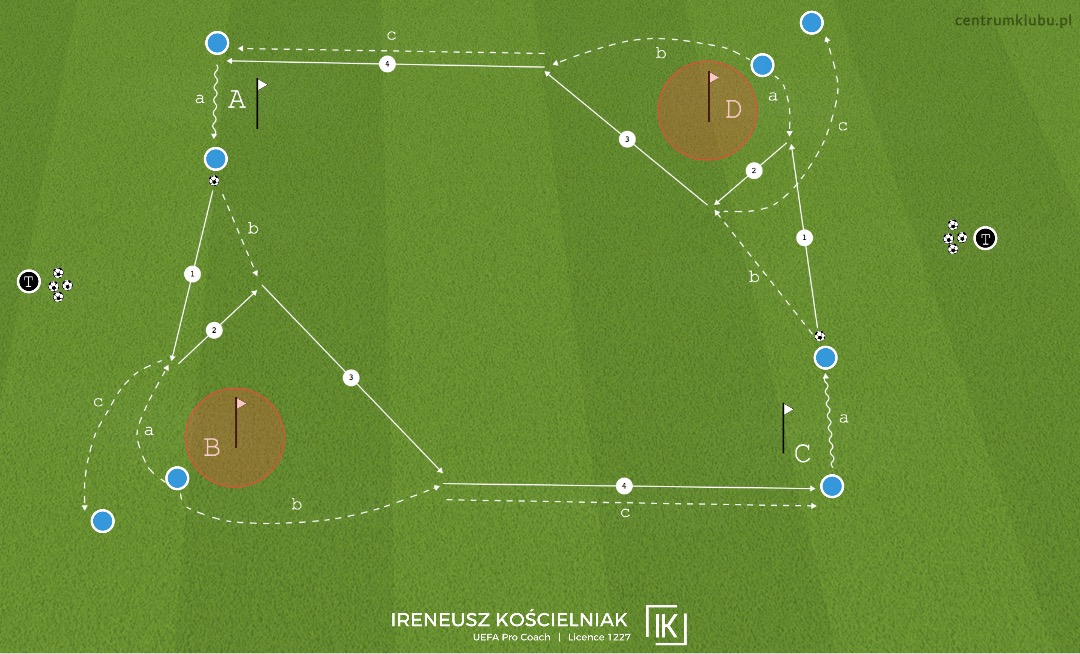 centrumklubu.pl
c
4
b
a
A
a
D
3
c
2
b
1
T
1
T
b
2
3
c
a
B
a
C
b
4
c
IRENEUSZ KOŚCIELNIAK
UEFA Pro Coach | Licence 1227
IK